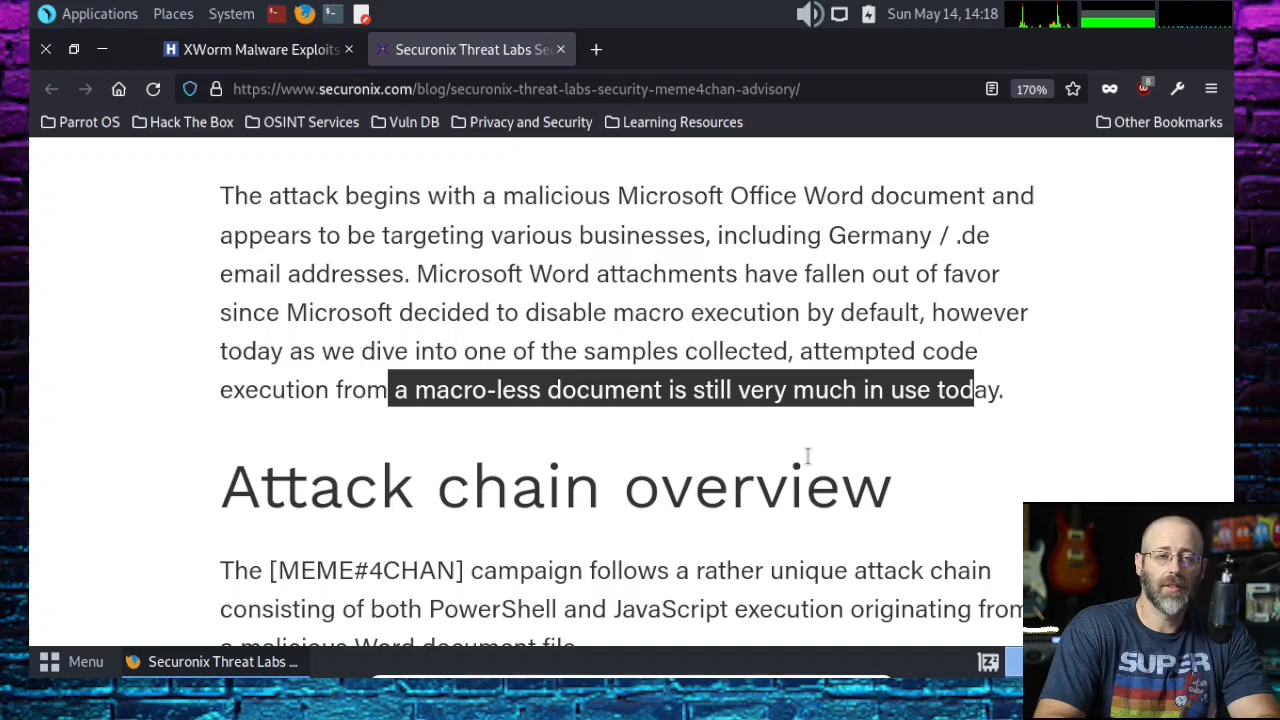 Applications Places System Sun May 14, 14:18
XWorm Malware Exploits Securonix Threat Labs Se
https://www.securonix.com/blog/securonix-threat-labs-security-meme4chan-advisory/ 170% 8
Parrot OS Hack The Box OSINT Services Vuln DB Privacy and Security Learning Resources Other Bookmarks
The attack begins with a malicious Microsoft Office Word document and
appears to be targeting various businesses, including Germany / .de
email addresses. Microsoft Word attachments have fallen out of favor
since Microsoft decided to disable macro execution by default, however
today as we dive into one of the samples collected, attempted code
execution from a macro-less document is still very much in use today.
Attack chain overview
The [MEME#4CHAN] campaign follows a rather unique attack chain
consisting of both PowerShell and JavaScript execution originating from
a malicious Word document file.
Menu Securonix Threat Labs ...
SUPER